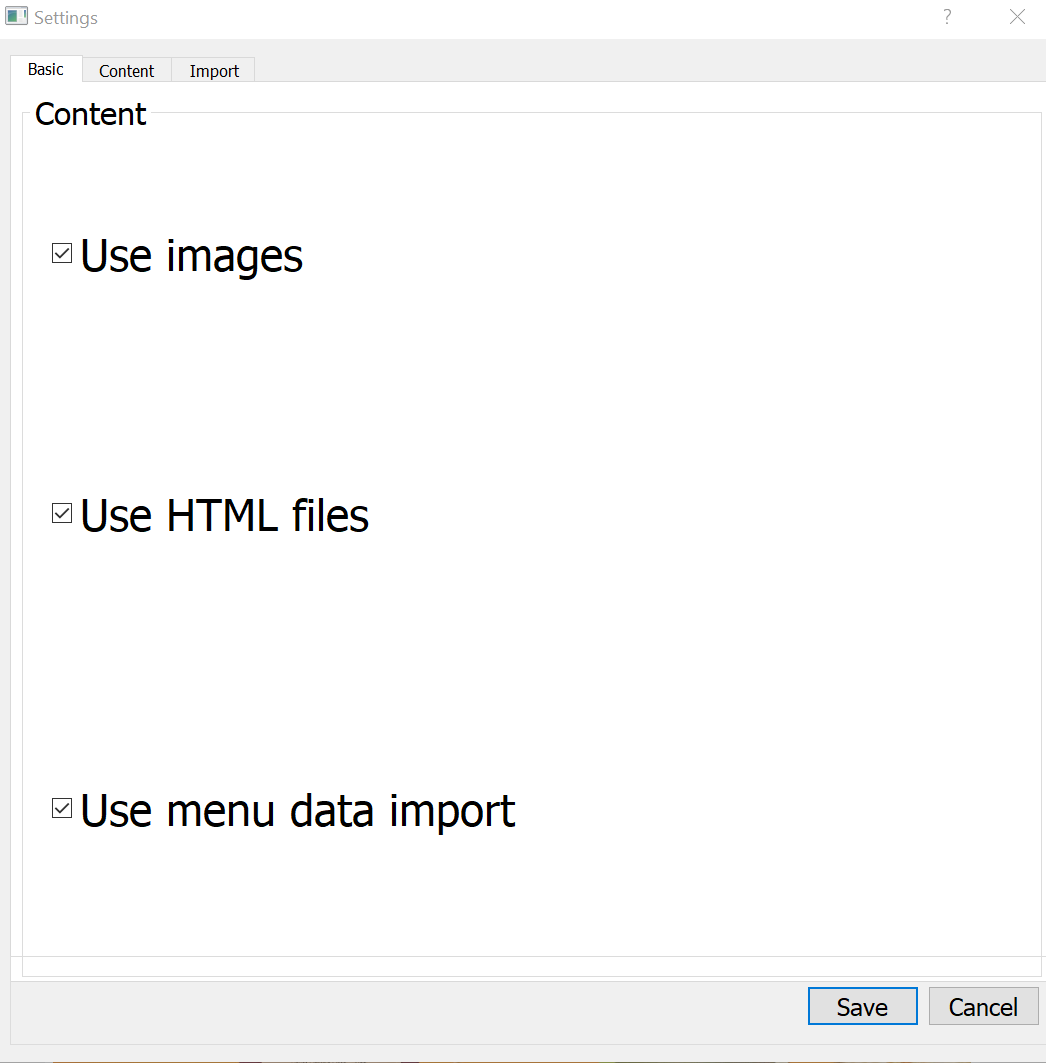 Settings
Basic Content Import
Content
Use images
Use HTML files
Use menu data import
Save Cancel